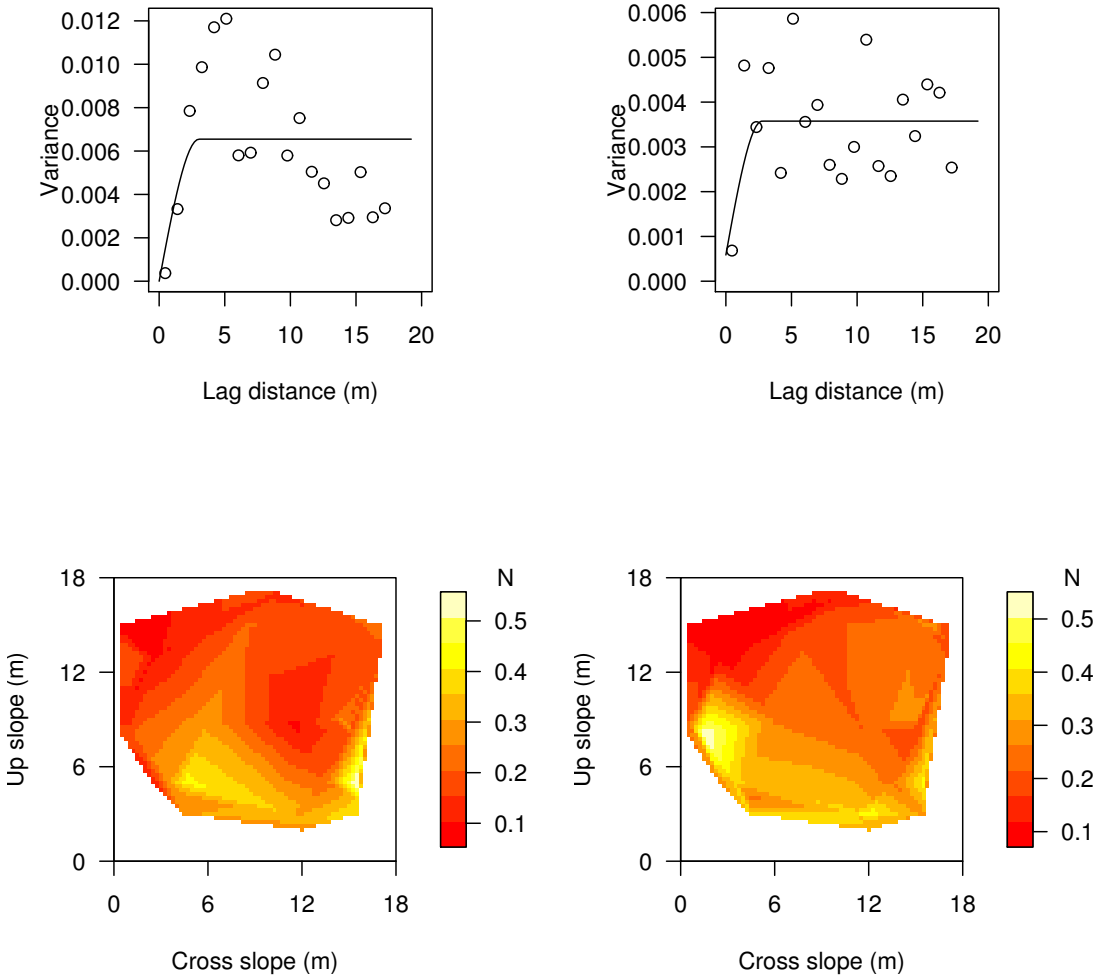 0.012
0.010
0.008
0.006
0.004
0.002
0.000
Variance
0 5 10 15 20
Lag distance (m)
0.006
0.005
0.004
0.003
0.002
0.001
0.000
Variance
0 5 10 15 20
Lag distance (m)
18
12
6
0
Up slope (m)
0 6 12 18
Cross slope (m)
N
0.5
0.4
0.3
0.2
0.1
18
12
6
0
Up slope (m)
0 6 12 18
Cross slope (m)
N
0.5
0.4
0.3
0.2
0.1